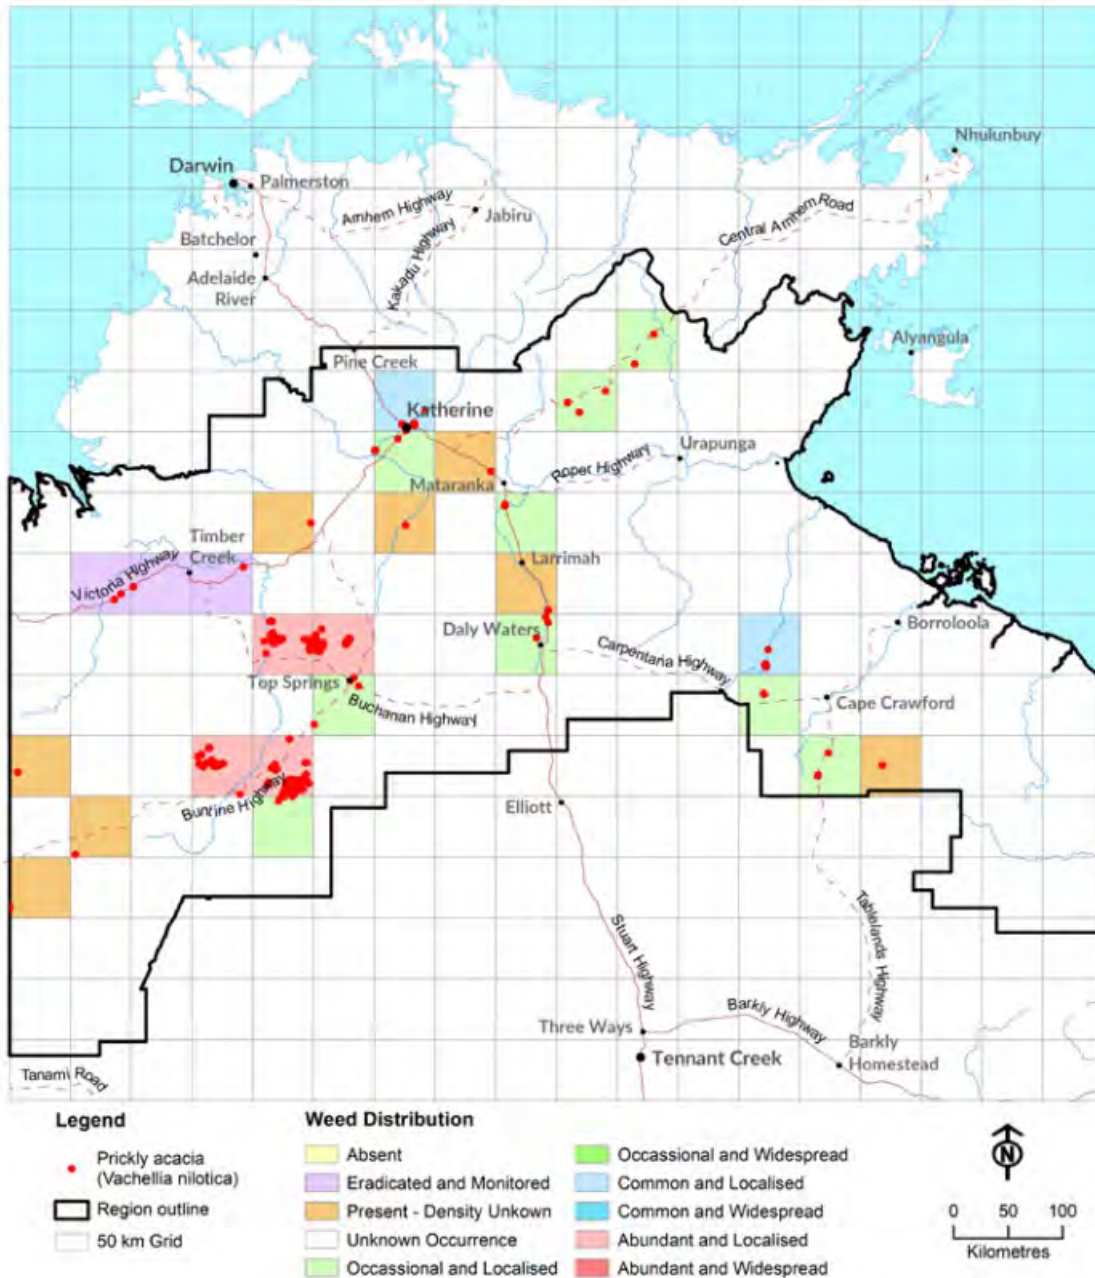 Nhulunbuy
Darwin
Palmerston
Arnhem Highway
Jabiru
Central Arnhem Road
Batchelor
Kakadu Highway
Adelaide
River
Alyangula
Pine Creek
Katherine
Urapunga
Roper Highway
Mataranka
Timber
Creek
Larrimah
Victoria Highway
Daly Waters
Borroloola
Carpentaria Highway
Top Springs
Buchanan Highway
Cape Crawford
Buntine Highway
Elliott
Stuart Highway
Tablelands Highway
Three Ways
Barkly Highway
Tennant Creek
Barkly
Homestead
Tanami Road
Legend
Prickly acacia
(Vachellia nilotica)
Region outline
50 km Grid
Weed Distribution
Absent
Eradicated and Monitored
Present - Density Unkown
Unknown Occurrence
Occassional and Localised
Occassional and Widespread
Common and Localised
Common and Widespread
Abundant and Localised
Abundant and Widespread
N
0 50 100
Kilometres